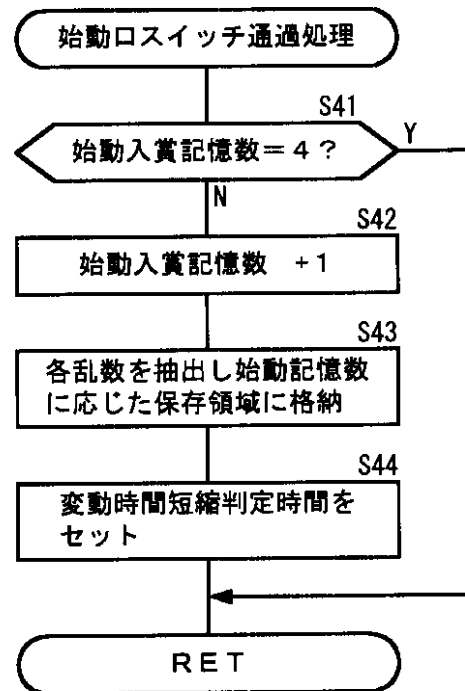 始動口スイッチ通過処理
S41
始動入賞記憶数＝４？
Y
N
S42
始動入賞記憶数 +1
S43
各乱数を抽出し始動記憶数
に応じた保存領域に格納
S44
変動時間短縮判定時間を
セット
RET